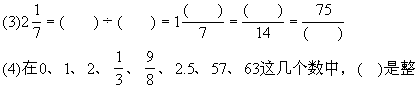 (3)2 1/7 = (  ) ÷ (  ) = 1 (  )/7 = (  )/14 = 75/(  )
(4)在0、1、2、1/3、9/8、2.5、57、63这几个数中，(  )是整